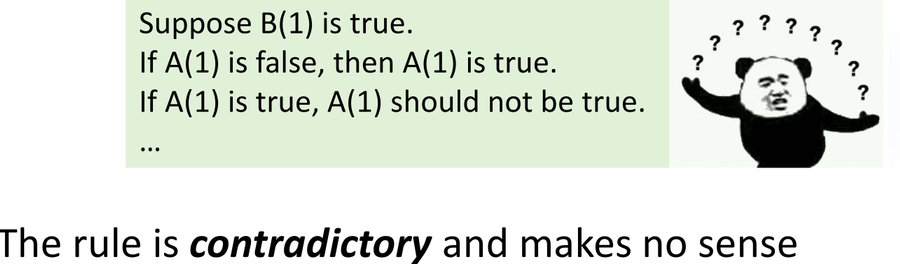 Suppose B(1) is true.
If A(1) is false, then A(1) is true.
If A(1) is true, A(1) should not be true.
...
? ? ? ? ? ? ? ? ?
The rule is contradictory and makes no sense